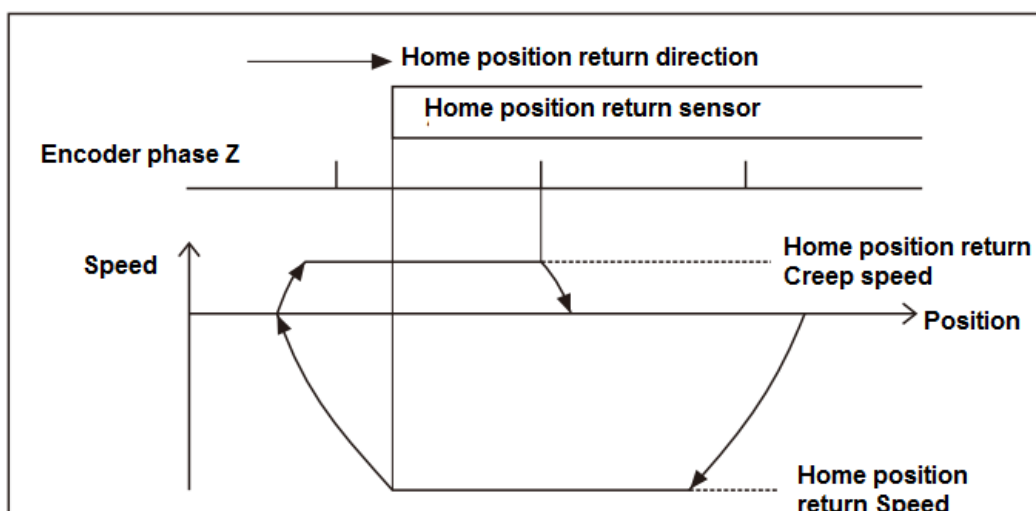 Home position return direction
Home position return sensor
Encoder phase Z
Speed
Home position return
Creep speed
Position
Home position
return Speed